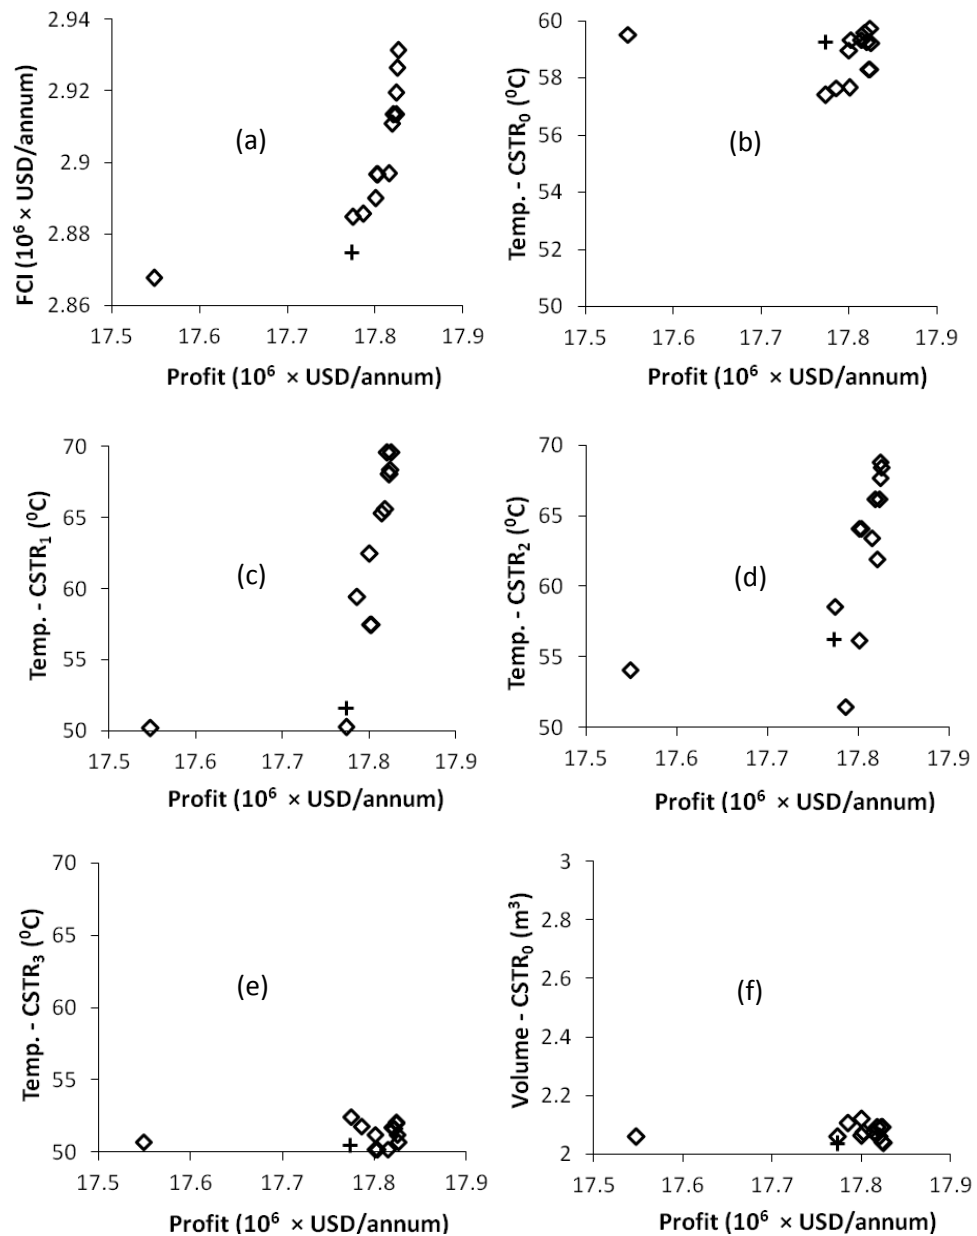 FCI (10⁶ × USD/annum)
2.94
2.92
2.9
2.88
2.86
(a)
17.5 17.6 17.7 17.8 17.9
Profit (10⁶ × USD/annum)
Temp. - CSTR₀ (⁰C)
60
58
56
54
52
50
(b)
17.5 17.6 17.7 17.8 17.9
Profit (10⁶ × USD/annum)
Temp. - CSTR₁ (⁰C)
70
65
60
55
50
(c)
17.5 17.6 17.7 17.8 17.9
Profit (10⁶ × USD/annum)
Temp. - CSTR₂ (⁰C)
70
65
60
55
50
(d)
17.5 17.6 17.7 17.8 17.9
Profit (10⁶ × USD/annum)
Temp. - CSTR₃ (⁰C)
70
65
60
55
50
(e)
17.5 17.6 17.7 17.8 17.9
Profit (10⁶ × USD/annum)
Volume - CSTR₀ (m³)
3
2.8
2.6
2.4
2.2
2
(f)
17.5 17.6 17.7 17.8 17.9
Profit (10⁶ × USD/annum)